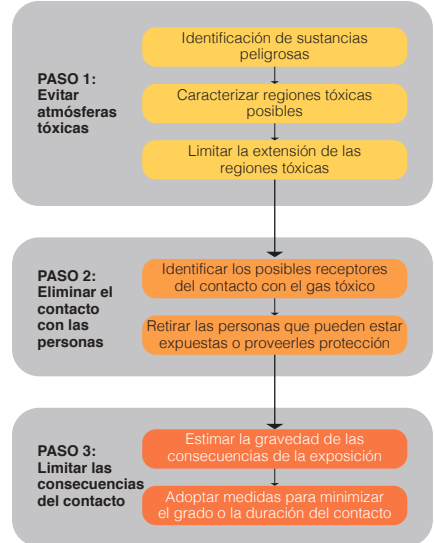 PASO 1:
Evitar
atmósferas
tóxicas
Identificación de sustancias
peligrosas
Caracterizar regiones tóxicas
posibles
Limitar la extensión de las
regiones tóxicas
PASO 2:
Eliminar el
contacto
con las
personas
Identificar los posibles receptores
del contacto con el gas tóxico
Retirar las personas que pueden estar
expuestas o proveerles protección
PASO 3:
Limitar las
consecuencias
del contacto
Estimar la gravedad de las
consecuencias de la exposición
Adoptar medidas para minimizar
el grado o la duración del contacto